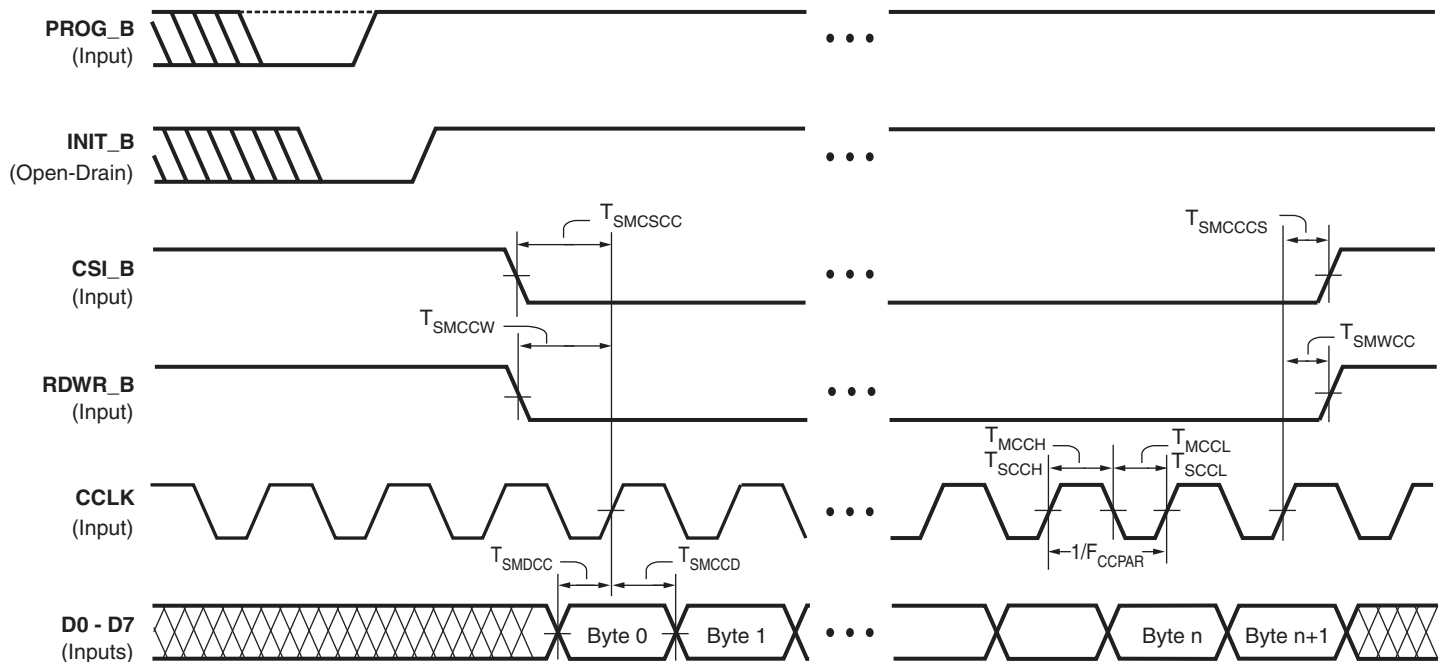 PROG_B
(Input)
INIT_B
(Open-Drain)
T_SMCSCC
T_SMCCCS
CSI_B
(Input)
T_SMCCW
T_SMWCC
RDWR_B
(Input)
T_MCCH
T_SCCH
T_MCCL
T_SCCL
CCLK
(Input)
1/F_CCPAR
T_SMDCC
T_SMCCD
D0 - D7
(Inputs)
Byte 0
Byte 1
Byte n
Byte n+1